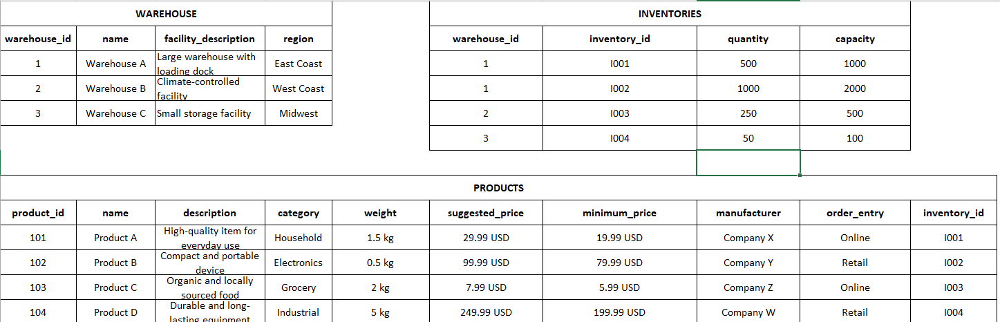 WAREHOUSE INVENTORIES
warehouse_id name facility_description region warehouse_id inventory_id quantity capacity
1 Warehouse A Large warehouse with loading dock East Coast 1 I001 500 1000
2 Warehouse B Climate-controlled facility West Coast 1 I002 1000 2000
3 Warehouse C Small storage facility Midwest 2 I003 250 500
3 I004 50 100
PRODUCTS
product_id name description category weight suggested_price minimum_price manufacturer order_entry inventory_id
101 Product A High-quality item for everyday use Household 1.5 kg 29.99 USD 19.99 USD Company X Online I001
102 Product B Compact and portable device Electronics 0.5 kg 99.99 USD 79.99 USD Company Y Retail I002
103 Product C Organic and locally sourced food Grocery 2 kg 7.99 USD 5.99 USD Company Z Online I003
104 Product D Durable and long-lasting equipment Industrial 5 kg 249.99 USD 199.99 USD Company W Retail I004